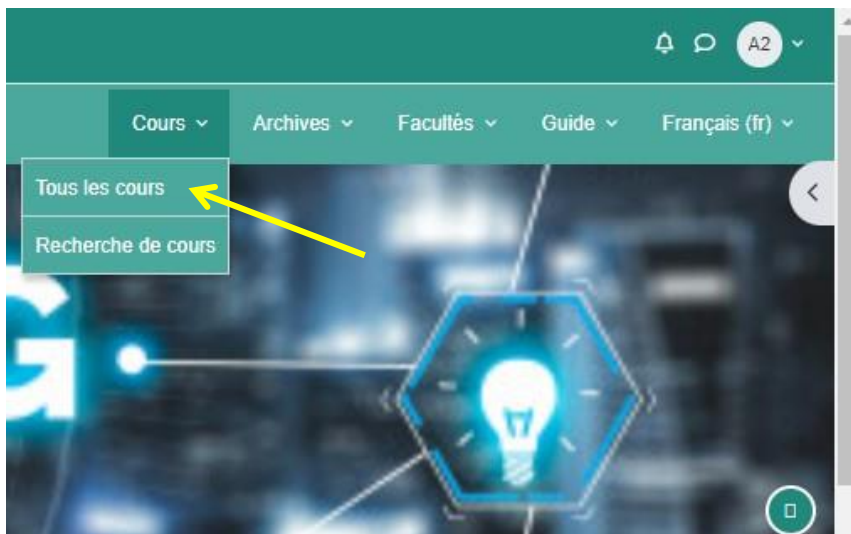 A2
Cours Archives Facultés Guide Français (fr)
Tous les cours
Recherche de cours
G